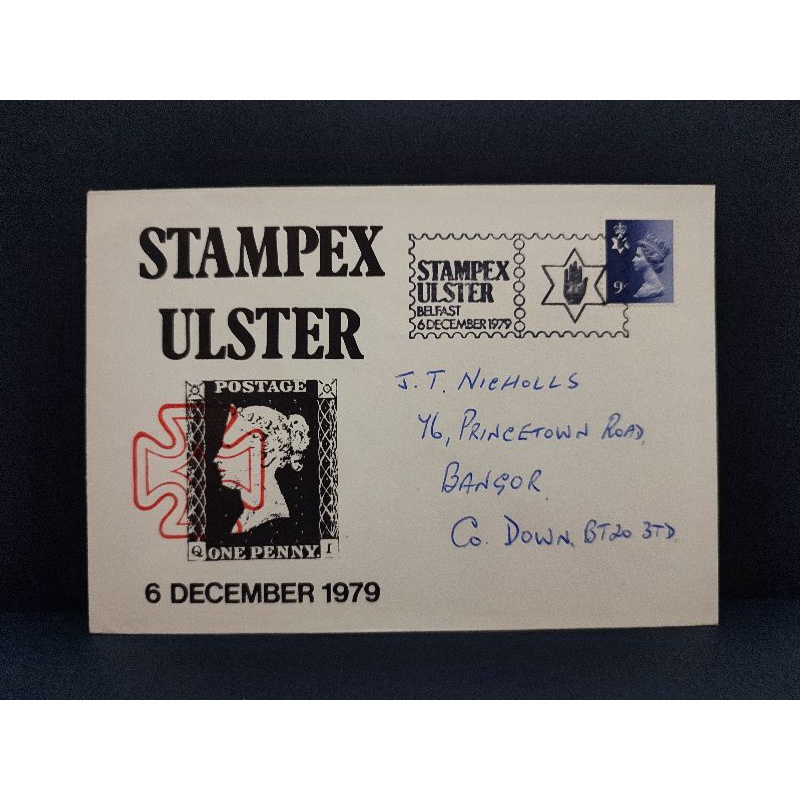 STAMPEX
ULSTER
POSTAGE
Q ONE PENNY. I
6 DECEMBER 1979
STAMPEX
ULSTER
BELFAST
6 DECEMBER 1979
9
J. T. NICHOLLS
76, PRINCETOWN ROAD,
BANGOR
CO. DOWN. BT20 3TD.